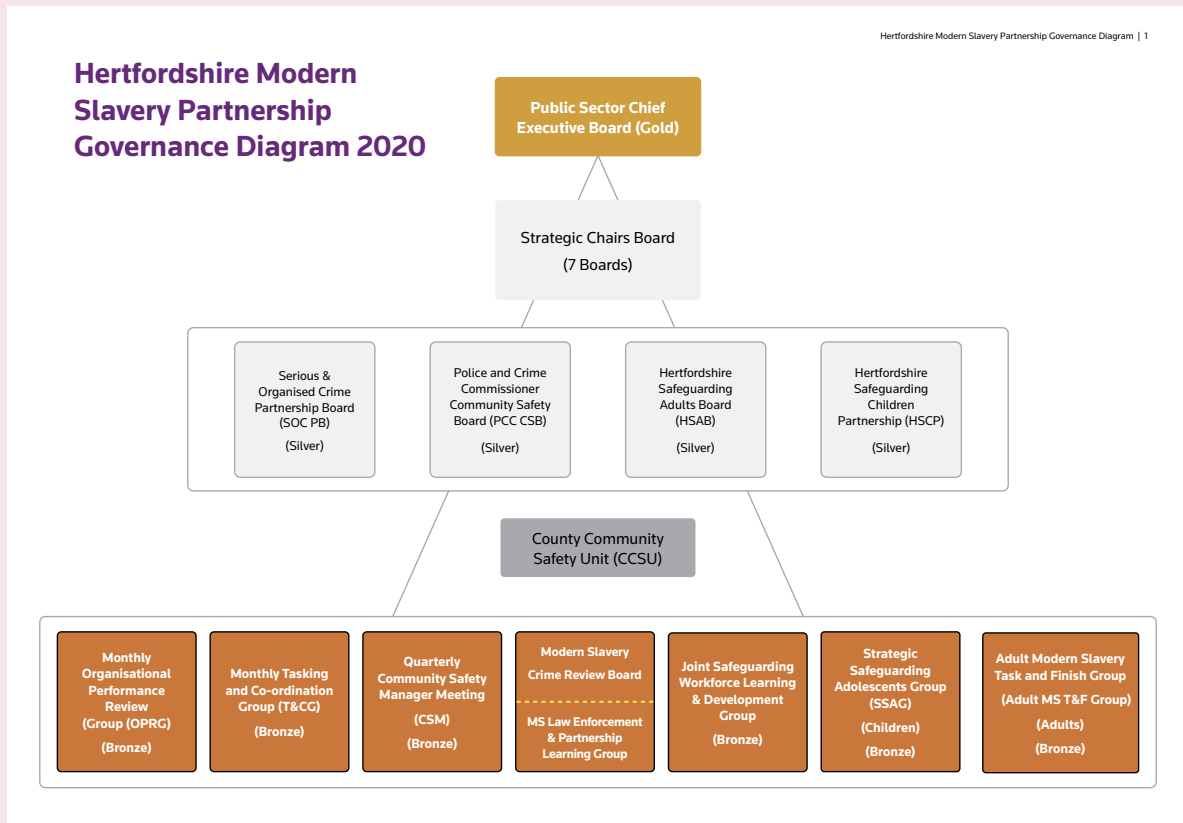 Hertfordshire Modern Slavery Partnership Governance Diagram | 1
Hertfordshire Modern
Slavery Partnership
Governance Diagram 2020
Public Sector Chief
Executive Board (Gold)
Strategic Chairs Board
(7 Boards)
Serious &
Organised Crime
Partnership Board
(SOC PB)
(Silver)
Police and Crime
Commissioner
Community Safety
Board (PCC CSB)
(Silver)
Hertfordshire
Safeguarding
Adults Board
(HSAB)
(Silver)
Hertfordshire
Safeguarding
Children
Partnership (HSCP)
(Silver)
County Community
Safety Unit (CCSU)
Monthly
Organisational
Performance
Review
(Group (OPRG)
(Bronze)
Monthly Tasking
and Co-ordination
Group (T&CG)
(Bronze)
Quarterly
Community Safety
Manager Meeting
(CSM)
(Bronze)
Modern Slavery
Crime Review Board
MS Law Enforcement
& Partnership
Learning Group
Joint Safeguarding
Workforce Learning
& Development
Group
(Bronze)
Strategic
Safeguarding
Adolescents Group
(SSAG)
(Children)
(Bronze)
Adult Modern Slavery
Task and Finish Group
(Adult MS T&F Group)
(Adults)
(Bronze)